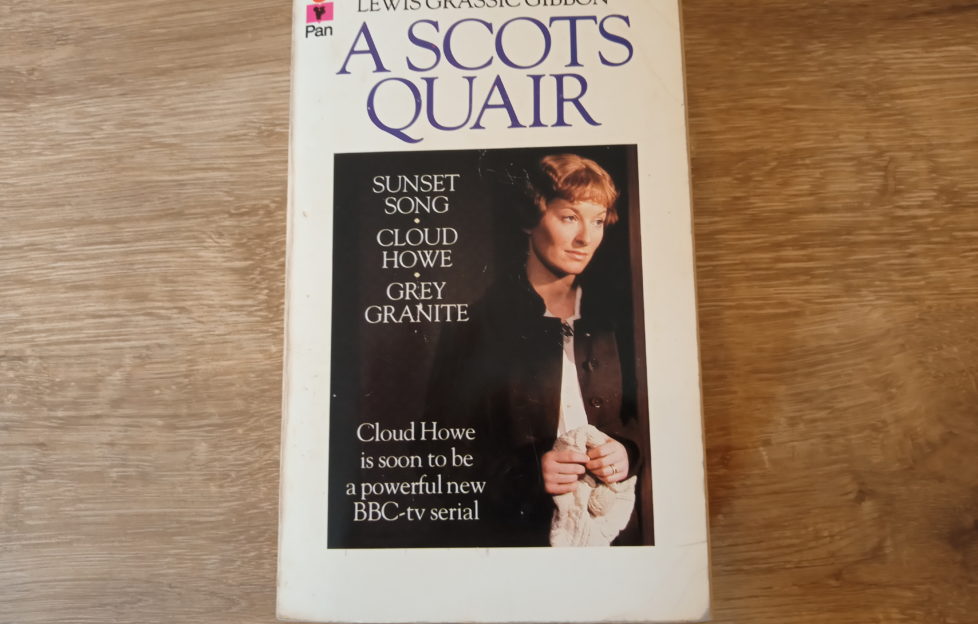 LEWIS GRASSIC GIBBON
Pan
A SCOTS
QUAIR
SUNSET
SONG
•
CLOUD
HOWE
•
GREY
GRANITE
Cloud Howe
is soon to be
a powerful new
BBC-tv serial